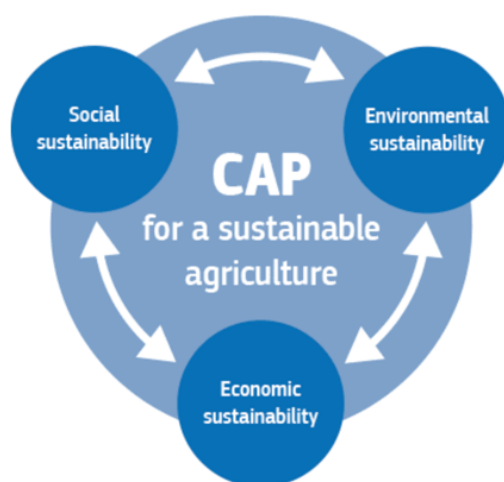 Social
sustainability
Environmental
sustainability
CAP
for a sustainable
agriculture
Economic
sustainability